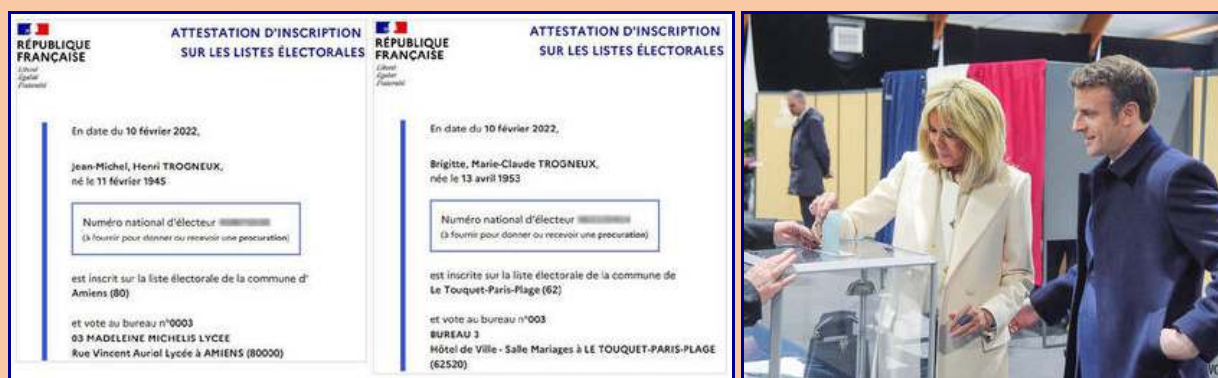 RÉPUBLIQUE
FRANÇAISE
Liberté
Égalité
Fraternité
ATTESTATION D'INSCRIPTION
SUR LES LISTES ÉLECTORALES
En date du 10 février 2022,
Jean-Michel, Henri TROGNEUX,
né le 11 février 1945
Numéro national d'électeur
(à fournir pour donner ou recevoir une procuration)
est inscrit sur la liste électorale de la commune d'
Amiens (80)
et vote au bureau n°0003
03 MADELEINE MICHELIS LYCEE
Rue Vincent Auriol Lycée à AMIENS (80000)
RÉPUBLIQUE
FRANÇAISE
Liberté
Égalité
Fraternité
ATTESTATION D'INSCRIPTION
SUR LES LISTES ÉLECTORALES
En date du 10 février 2022,
Brigitte, Marie-Claude TROGNEUX,
née le 13 avril 1953
Numéro national d'électeur
(à fournir pour donner ou recevoir une procuration)
est inscrite sur la liste électorale de la commune de
Le Touquet-Paris-Plage (62)
et vote au bureau n°003
BUREAU 3
Hôtel de Ville - Salle Mariages à LE TOUQUET-PARIS-PLAGE
(62520)